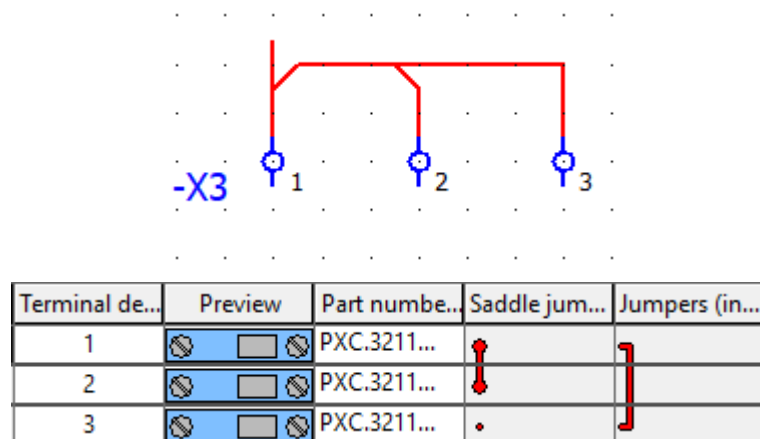 -X3 1 2 3
Terminal de... Preview Part numbe... Saddle jum... Jumpers (in...
1 PXC.3211...
2 PXC.3211...
3 PXC.3211...